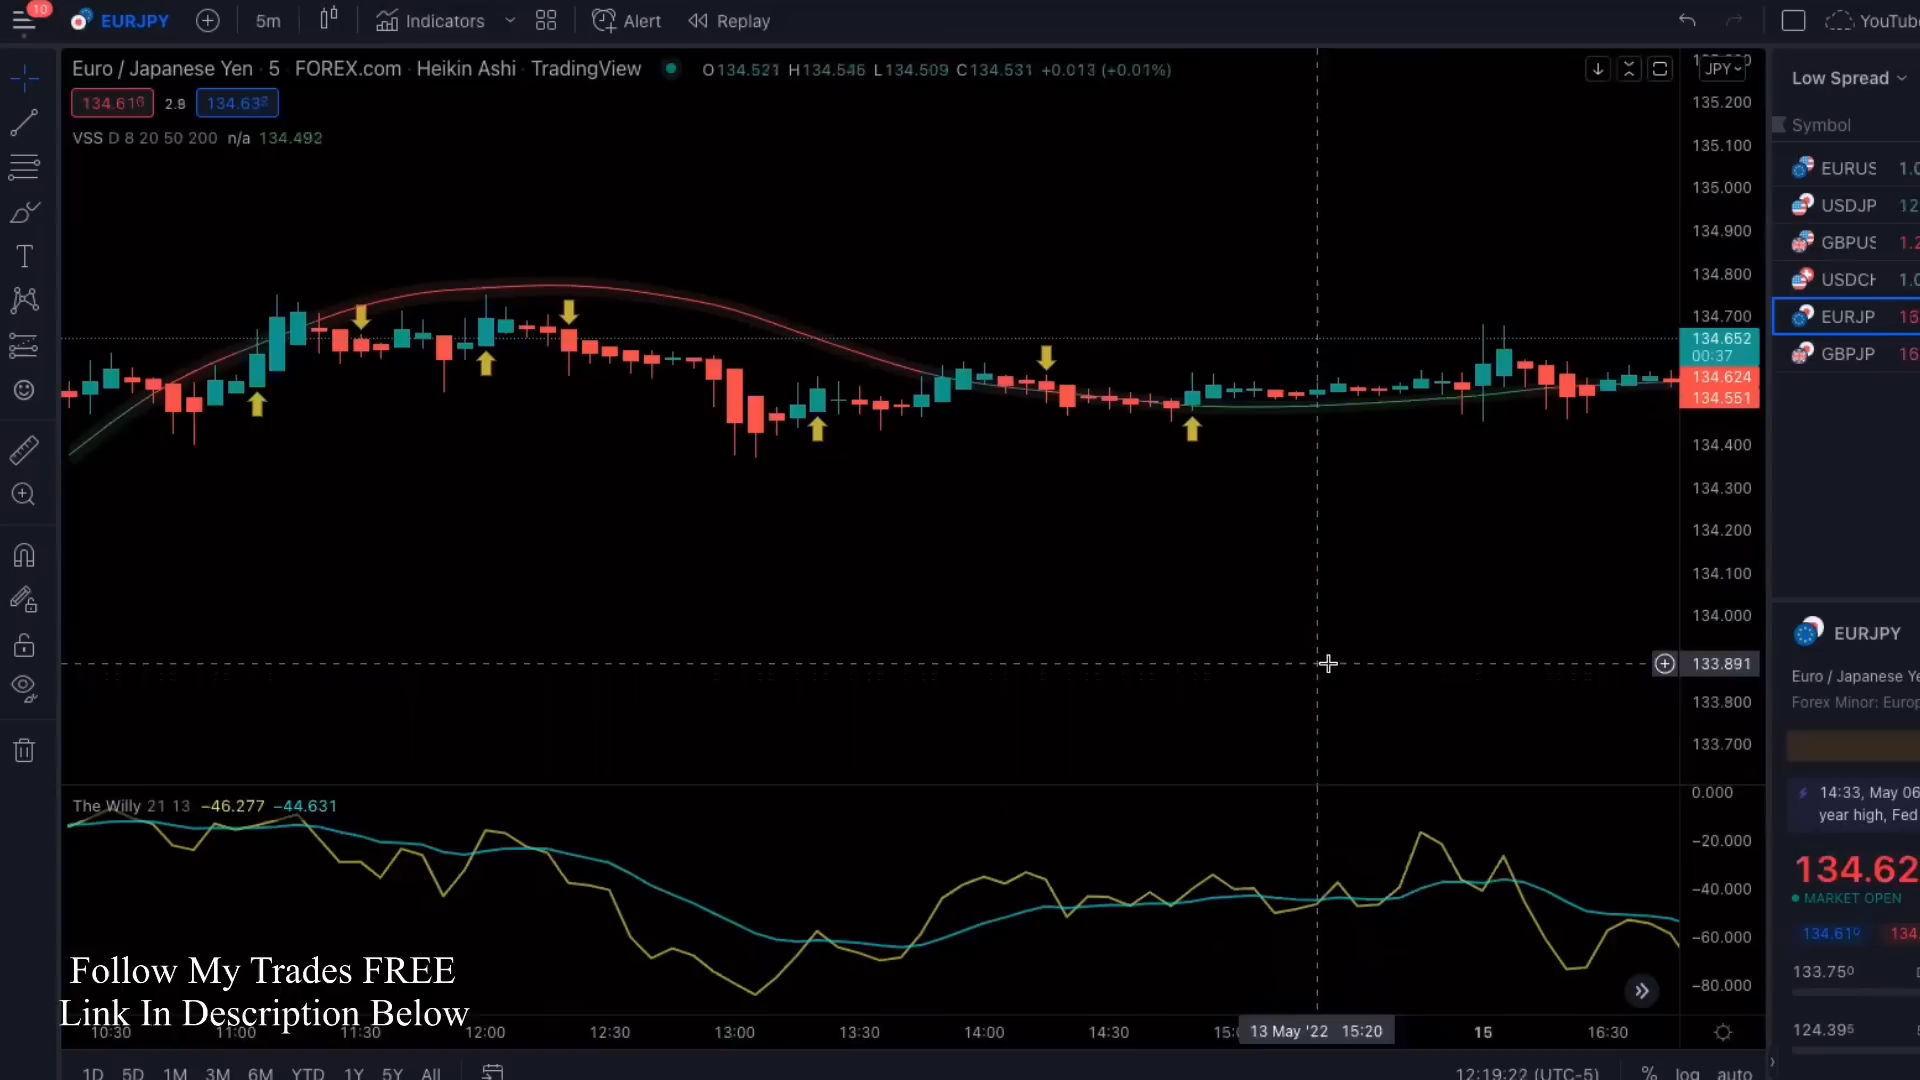 10
EURJPY
5m
Indicators
Alert
Replay
YouTube
Euro / Japanese Yen · 5 · FOREX.com · Heikin Ashi · TradingView
O134.521 H134.546 L134.509 C134.531 +0.013 (+0.01%)
134.610 2.8 134.638
VSS D 8 20 50 200 n/a 134.492
JPY
135.200
135.100
135.000
134.900
134.800
134.700
134.652
00:37
134.624
134.551
134.400
134.300
134.200
134.100
134.000
133.891
133.800
133.700
Low Spread
Symbol
EURUS 1.0
USDJP 12
GBPUS 1.2
USDCH 1.0
EURJP 13
GBPJP 16
EURJPY
Euro / Japanese Ye
Forex Minor: Europ
14:33, May 06
year high, Fed
134.62
MARKET OPEN
134.610 134.
133.750
124.395
The Willy 21 13 −46.277 −44.631
0.000
−20.000
−40.000
−60.000
−80.000
Follow My Trades FREE
Link In Description Below
10:30 11:00 11:30 12:00 12:30 13:00 13:30 14:00 14:30 15:0 13 May '22 15:20 15 16:30
1D 5D 1M 3M 6M YTD 1Y 5Y All
12:19:22 (UTC-5) % log auto